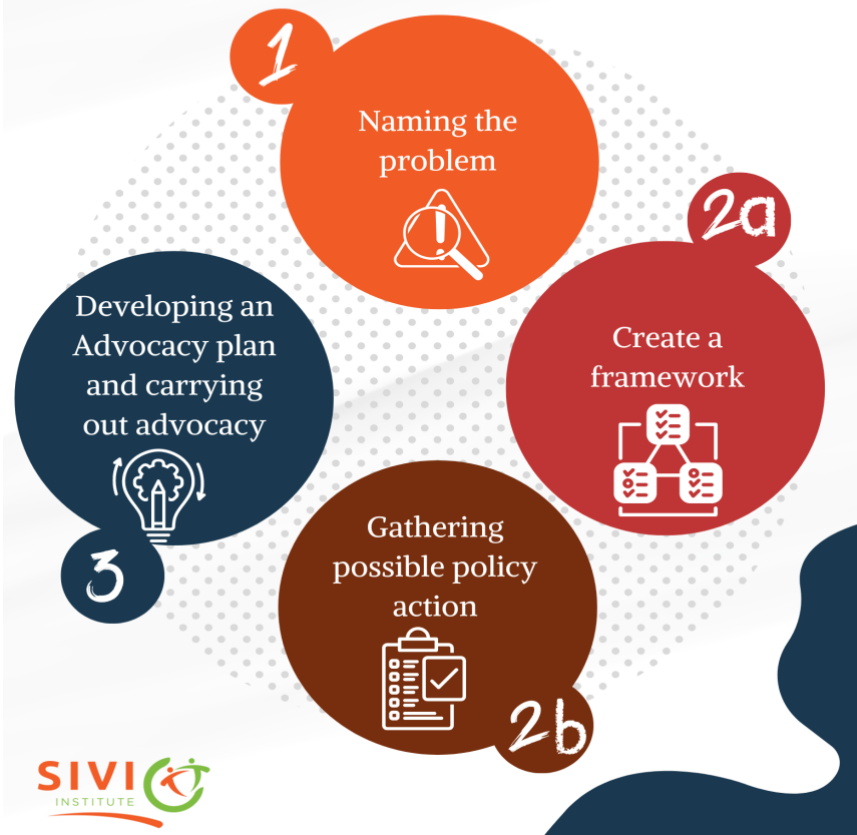 1
Naming the
problem
2a
Create a
framework
2b
Gathering
possible policy
action
3
Developing an
Advocacy plan
and carrying
out advocacy
SIVI
INSTITUTE